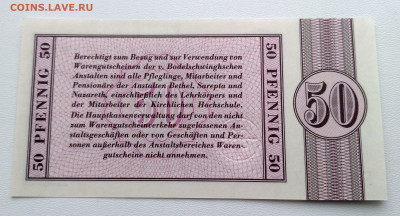 COINS.LAVE.RU
50 PFENNIG 50
Berechtigt zum Bezug und zur Verwendung von
Warengutscheinen der v. Bodelschwinghschen
Anstalten sind alle Pfleglinge, Mitarbeiter und
Pensionäre der Anstalten Bethel, Sarepta und
Nazareth, einschließlich des Lehrkörpers und
der Mitarbeiter der Kirchlichen Hochschule.
Die Hauptkassenverwaltung darf von den nicht
zum Warengutscheinverkehr zugelassenen An-
staltsgeschäften oder von Geschäften und Per-
sonen außerhalb des Anstaltsbereiches Waren-
gutscheine nicht annehmen.
50 PFENNIG 50
50